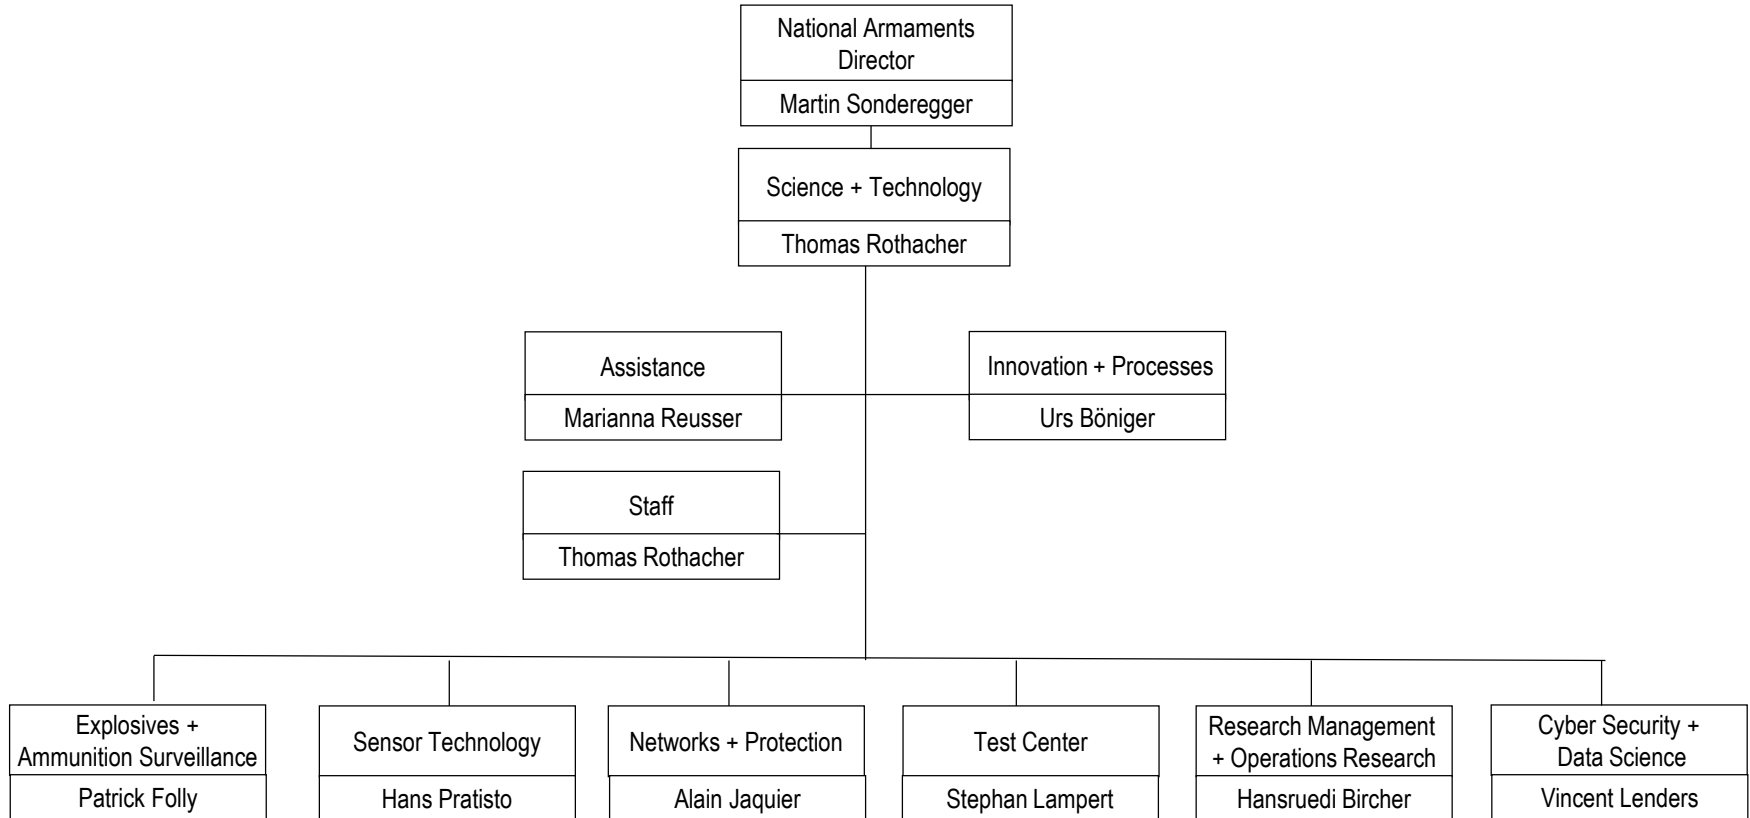 National Armaments
Director
Martin Sonderegger
Science + Technology
Thomas Rothacher
Assistance
Marianna Reusser
Innovation + Processes
Urs Böniger
Staff
Thomas Rothacher
Explosives +
Ammunition Surveillance
Patrick Folly
Sensor Technology
Hans Pratisto
Networks + Protection
Alain Jaquier
Test Center
Stephan Lampert
Research Management
+ Operations Research
Hansruedi Bircher
Cyber Security +
Data Science
Vincent Lenders